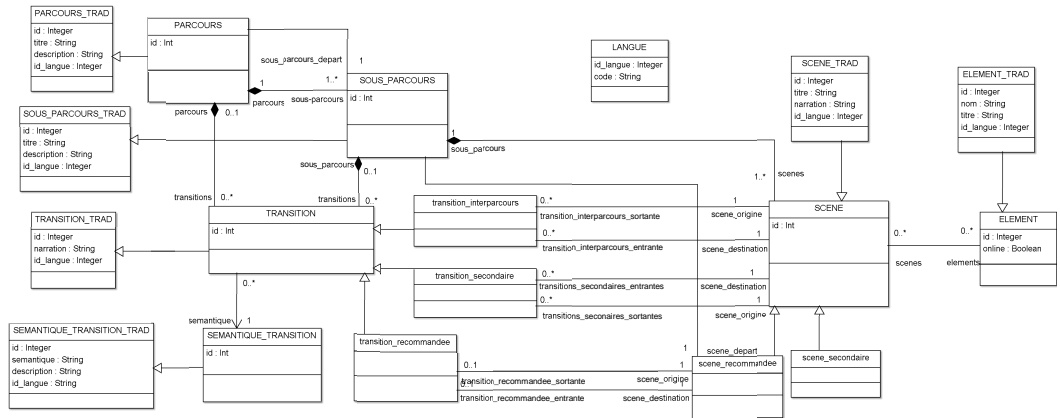 PARCOURS_TRAD
id : Integer
titre : String
description : String
id_langue : Integer
PARCOURS
id : Int
sous_parcours_depart
1
1
1..*
parcours
sous-parcours
parcours
0..1
SOUS_PARCOURS
id : Int
LANGUE
id_langue : Integer
code : String
SCENE_TRAD
id : Integer
titre : String
narration : String
id_langue : Integer
ELEMENT_TRAD
id : Integer
nom : String
titre : String
id_langue : Integer
SOUS_PARCOURS_TRAD
id : Integer
titre : String
description : String
id_langue : Integer
1
sous_parcours
sous_parcours
0..1
1..*
scenes
transitions
0..*
transitions
0..*
TRANSITION_TRAD
id : Integer
narration : String
id_langue : Integer
TRANSITION
id : Int
transition_interparcours
0..*
1
transition_interparcours_sortante
scene_origine
0..*
1
transition_interparcours_entrante
scene_destination
SCENE
id : Int
0..*
0..*
scenes
elements
ELEMENT
id : Integer
online : Boolean
transition_secondaire
0..*
1
transitions_secondaires_entrantes
scene_destination
0..*
1
transitions_seconaires_sortantes
scene_origine
0..*
semantique
1
SEMANTIQUE_TRANSITION_TRAD
id : Integer
semantique : String
description : String
id_langue : String
SEMANTIQUE_TRANSITION
id : Int
transition_recommandee
0..1
1
transition_recommandee_sortante
scene_origine
0..1
1
transition_recommandee_entrante
scene_destination
1
scene_depart
scene_recommandee
scene_secondaire